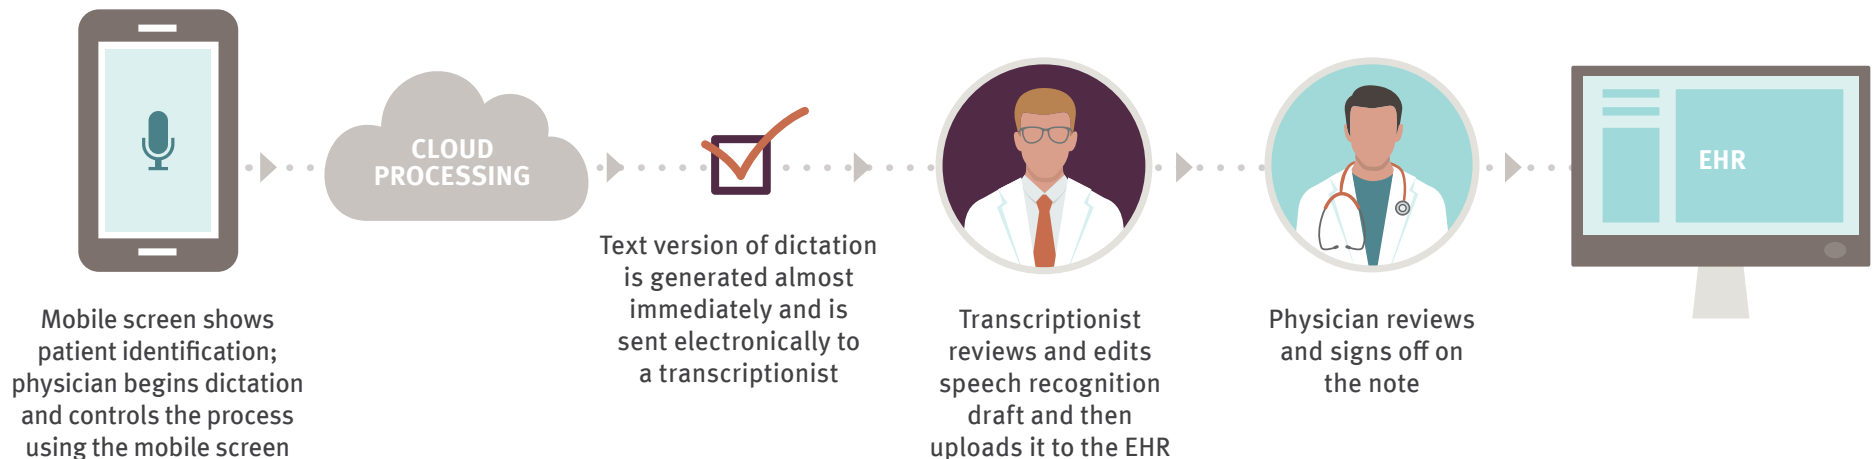 CLOUD
PROCESSING
EHR
Text version of dictation
is generated almost
immediately and is
sent electronically to
a transcriptionist
Mobile screen shows
patient identification;
physician begins dictation
and controls the process
using the mobile screen
Transcriptionist
reviews and edits
speech recognition
draft and then
uploads it to the EHR
Physician reviews
and signs off on
the note